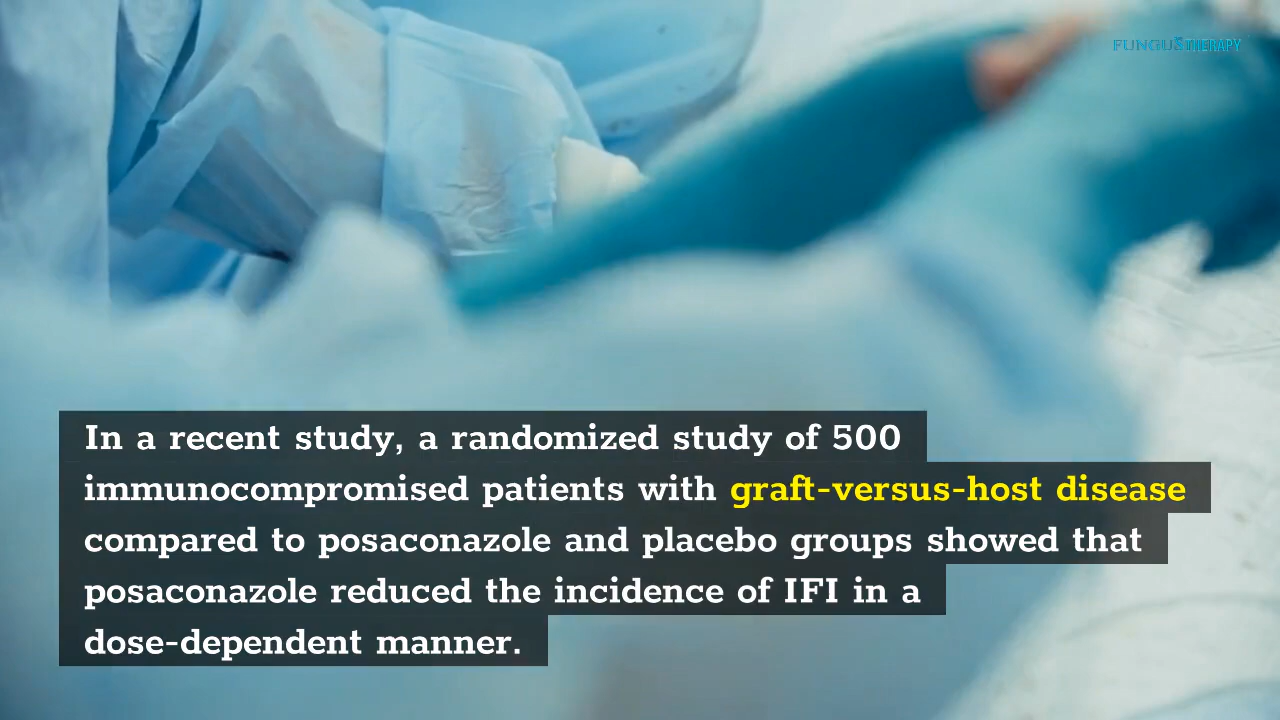 FUNGUSTHERAPY
In a recent study, a randomized study of 500
immunocompromised patients with graft-versus-host disease
compared to posaconazole and placebo groups showed that
posaconazole reduced the incidence of IFI in a
dose-dependent manner.